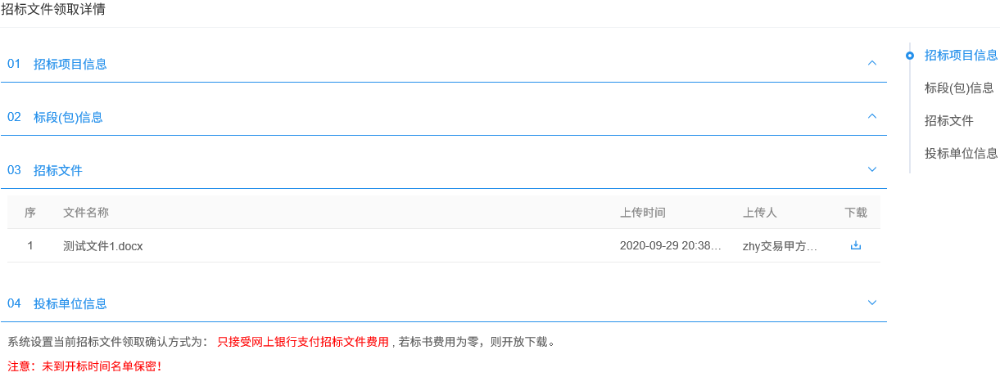 招标文件领取详情
01 招标项目信息
02 标段(包)信息
03 招标文件
序 文件名称 上传时间 上传人 下载
1 测试文件1.docx 2020-09-29 20:38... zhy交易甲方...
04 投标单位信息
系统设置当前招标文件领取确认方式为： 只接受网上银行支付招标文件费用 , 若标书费用为零，则开放下载。
注意：未到开标时间名单保密！
招标项目信息
标段(包)信息
招标文件
投标单位信息